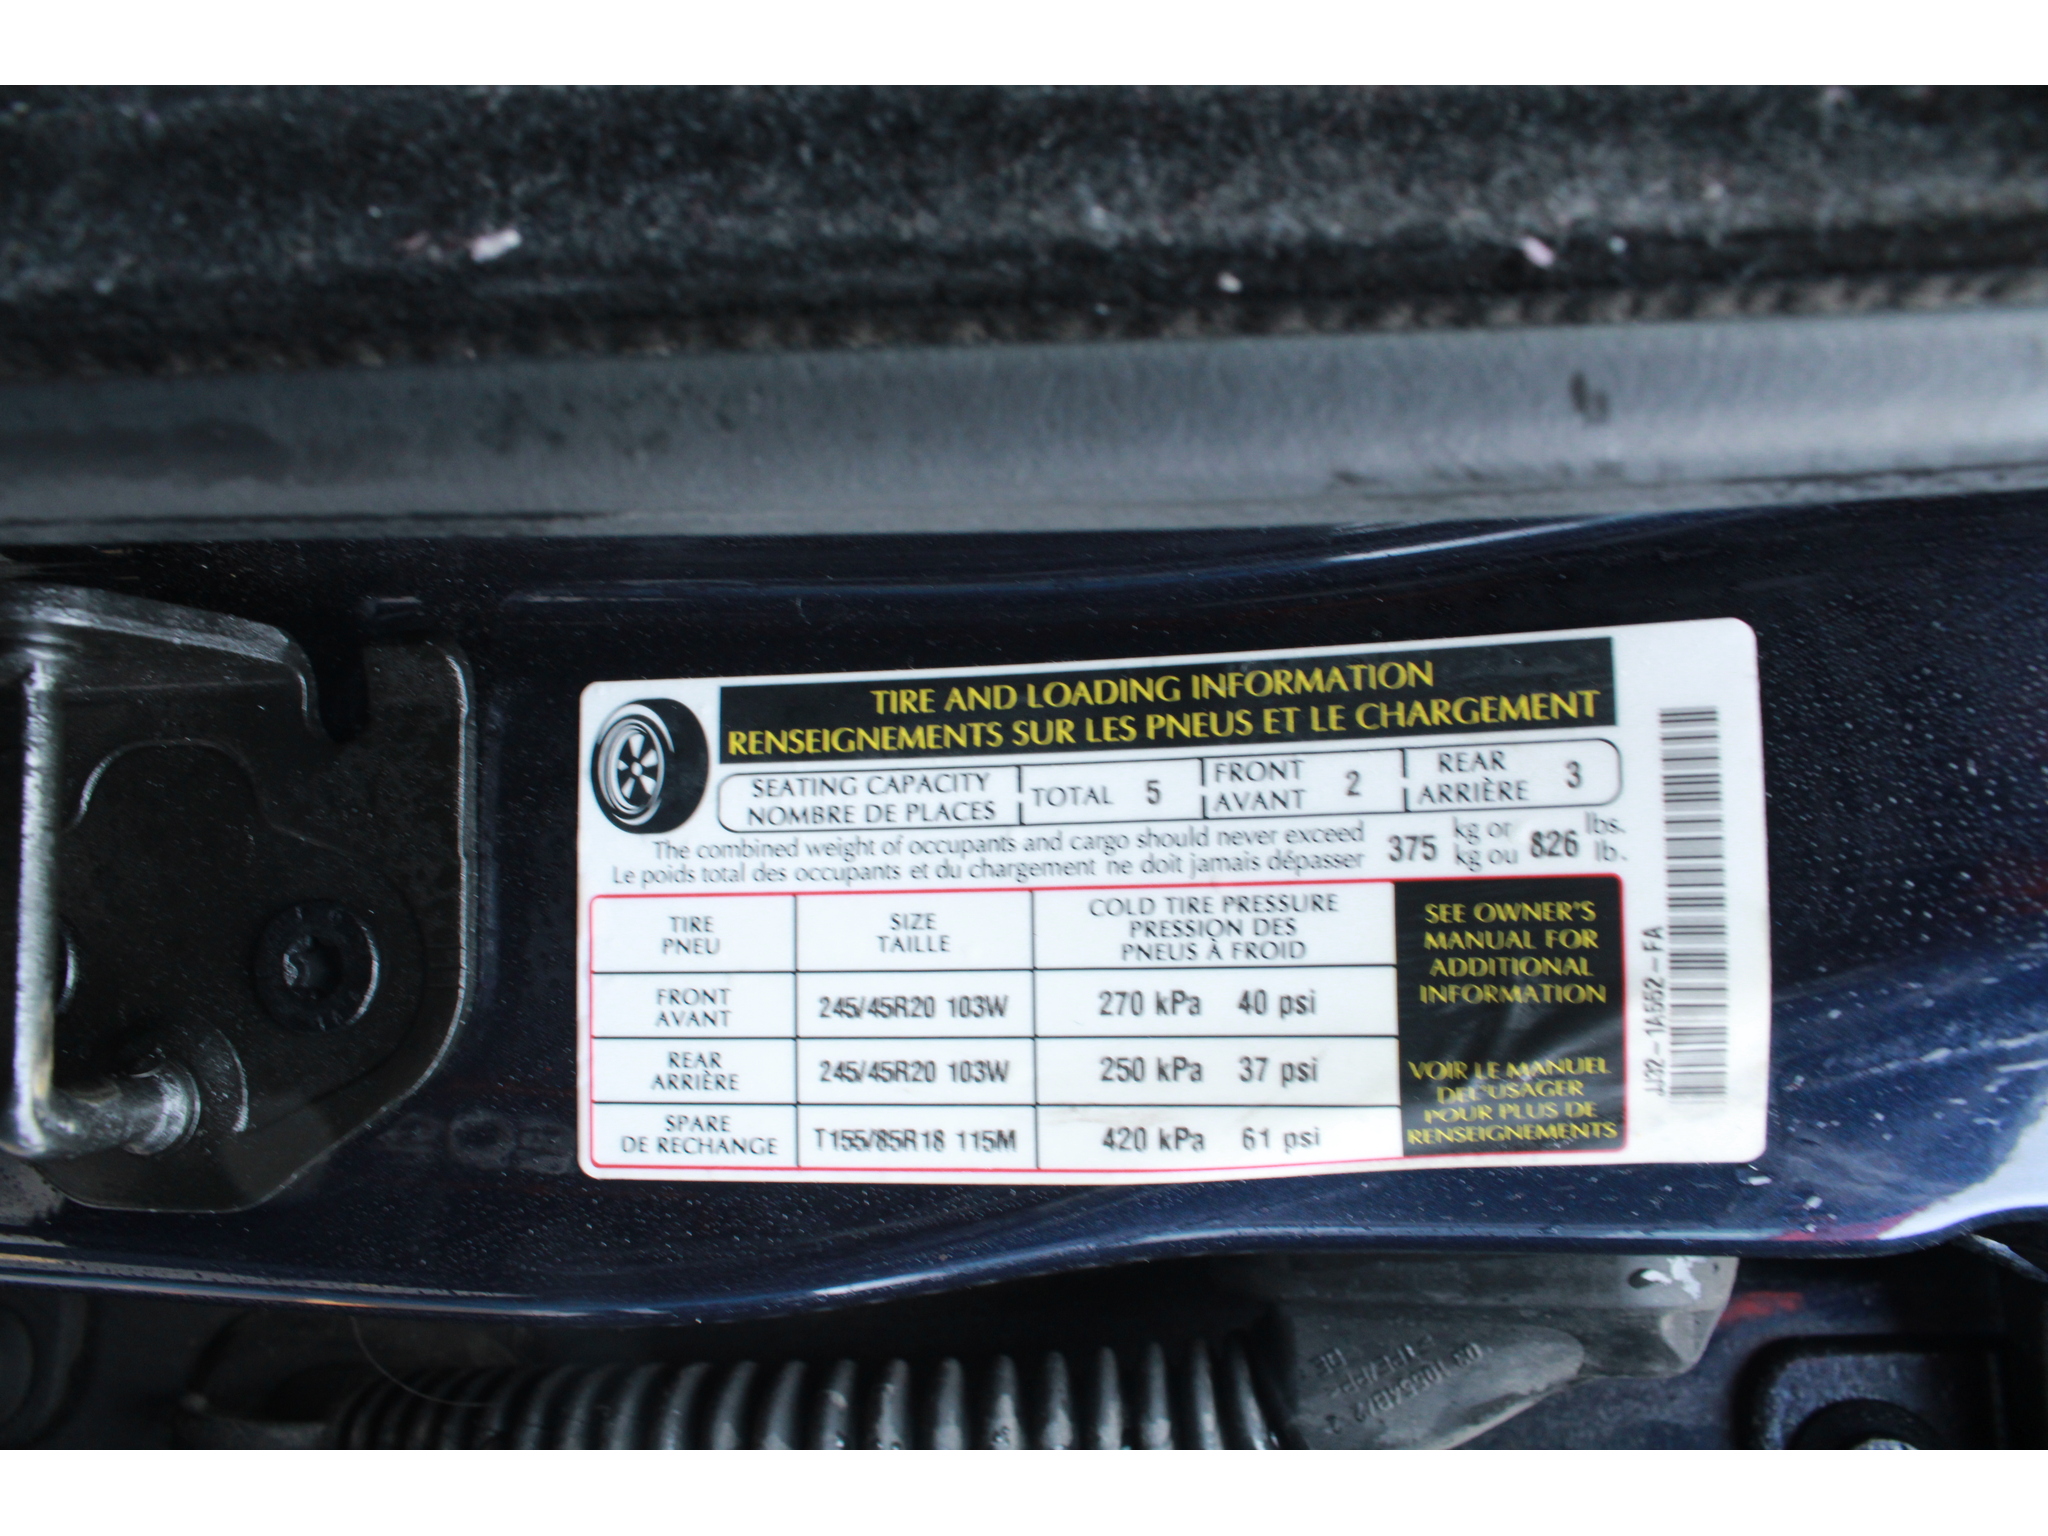 TIRE AND LOADING INFORMATION
RENSEIGNEMENTS SUR LES PNEUS ET LE CHARGEMENT
SEATING CAPACITY
NOMBRE DE PLACES
TOTAL 5
FRONT
AVANT
2
REAR
ARRIÈRE
3
The combined weight of occupants and cargo should never exceed
Le poids total des occupants et du chargement ne doit jamais dépasser
375 kg or 826 lbs.
kg ou lb.
TIRE
PNEU
SIZE
TAILLE
COLD TIRE PRESSURE
PRESSION DES
PNEUS À FROID
FRONT
AVANT
245/45R20 103W
270 kPa 40 psi
REAR
ARRIÈRE
245/45R20 103W
250 kPa 37 psi
SPARE
DE RECHANGE
T155/85R18 115M
420 kPa 61 psi
SEE OWNER'S
MANUAL FOR
ADDITIONAL
INFORMATION
VOIR LE MANUEL
DEL'USAGER
POUR PLUS DE
RENSEIGNEMENTS
JJ32-1A552-FA